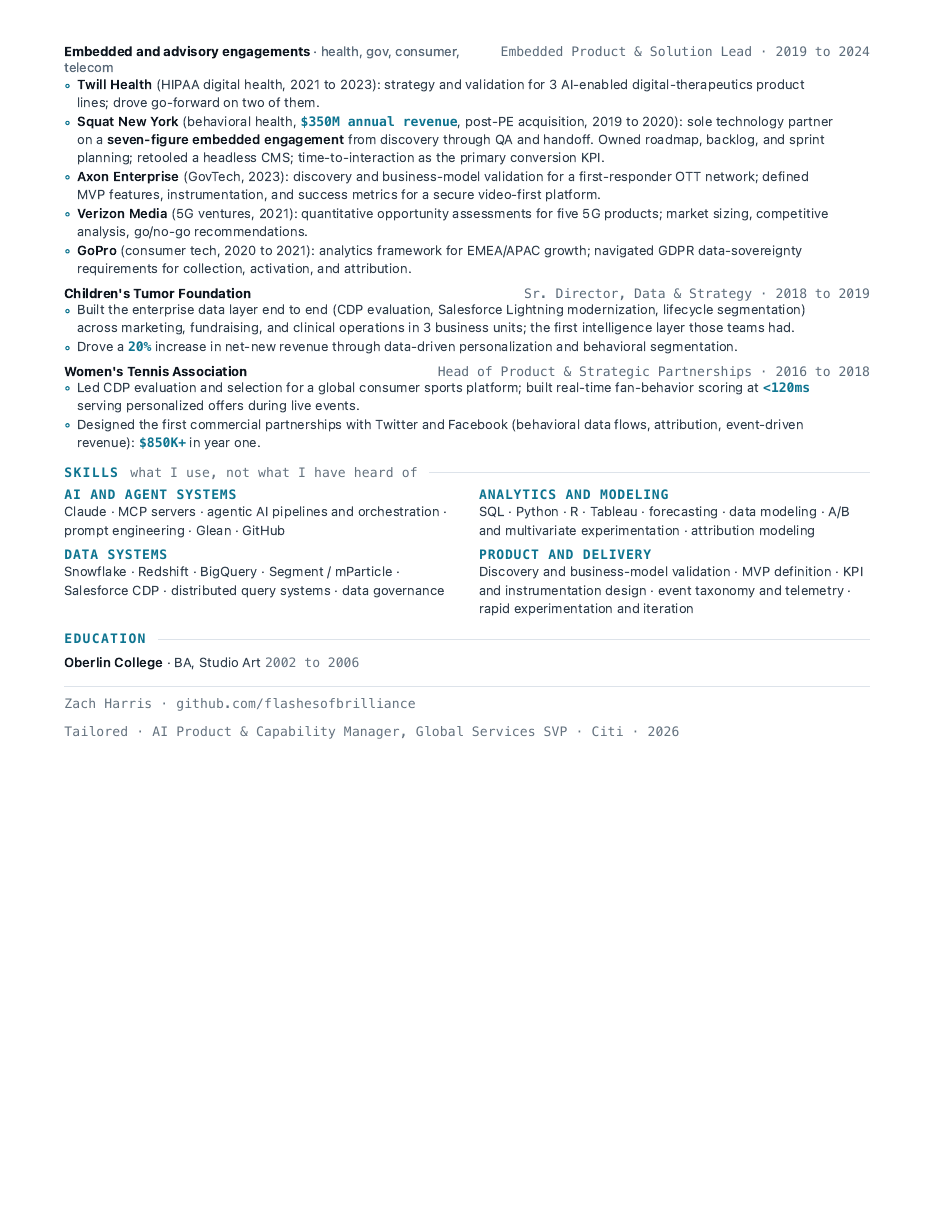 Embedded and advisory engagements · health, gov, consumer, telecom
Embedded Product & Solution Lead · 2019 to 2024
Twill Health (HIPAA digital health, 2021 to 2023): strategy and validation for 3 AI-enabled digital-therapeutics product
lines; drove go-forward on two of them.
Squat New York (behavioral health, $350M annual revenue, post-PE acquisition, 2019 to 2020): sole technology partner
on a seven-figure embedded engagement from discovery through QA and handoff. Owned roadmap, backlog, and sprint
planning; retooled a headless CMS; time-to-interaction as the primary conversion KPI.
Axon Enterprise (GovTech, 2023): discovery and business-model validation for a first-responder OTT network; defined
MVP features, instrumentation, and success metrics for a secure video-first platform.
Verizon Media (5G ventures, 2021): quantitative opportunity assessments for five 5G products; market sizing, competitive
analysis, go/no-go recommendations.
GoPro (consumer tech, 2020 to 2021): analytics framework for EMEA/APAC growth; navigated GDPR data-sovereignty
requirements for collection, activation, and attribution.
Children's Tumor Foundation
Sr. Director, Data & Strategy · 2018 to 2019
Built the enterprise data layer end to end (CDP evaluation, Salesforce Lightning modernization, lifecycle segmentation)
across marketing, fundraising, and clinical operations in 3 business units; the first intelligence layer those teams had.
Drove a 20% increase in net-new revenue through data-driven personalization and behavioral segmentation.
Women's Tennis Association
Head of Product & Strategic Partnerships · 2016 to 2018
Led CDP evaluation and selection for a global consumer sports platform; built real-time fan-behavior scoring at <120ms
serving personalized offers during live events.
Designed the first commercial partnerships with Twitter and Facebook (behavioral data flows, attribution, event-driven
revenue): $850K+ in year one.
SKILLS what I use, not what I have heard of
AI AND AGENT SYSTEMS
Claude · MCP servers · agentic AI pipelines and orchestration ·
prompt engineering · Glean · GitHub
ANALYTICS AND MODELING
SQL · Python · R · Tableau · forecasting · data modeling · A/B
and multivariate experimentation · attribution modeling
DATA SYSTEMS
Snowflake · Redshift · BigQuery · Segment / mParticle ·
Salesforce CDP · distributed query systems · data governance
PRODUCT AND DELIVERY
Discovery and business-model validation · MVP definition · KPI
and instrumentation design · event taxonomy and telemetry ·
rapid experimentation and iteration
EDUCATION
Oberlin College · BA, Studio Art 2002 to 2006
Zach Harris · github.com/flashesofbrilliance
Tailored · AI Product & Capability Manager, Global Services SVP · Citi · 2026